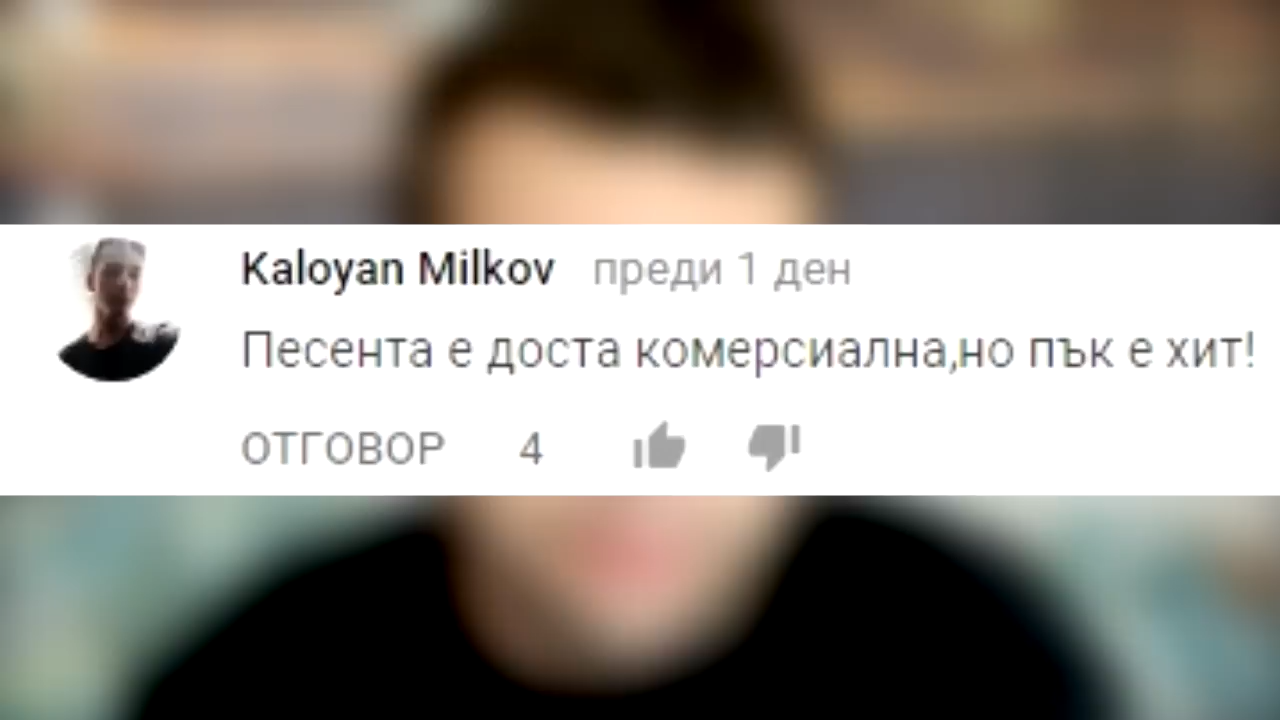 Kaloyan Milkov преди 1 ден
Песента е доста комерсиална,но пък е хит!
ОТГОВОР 4